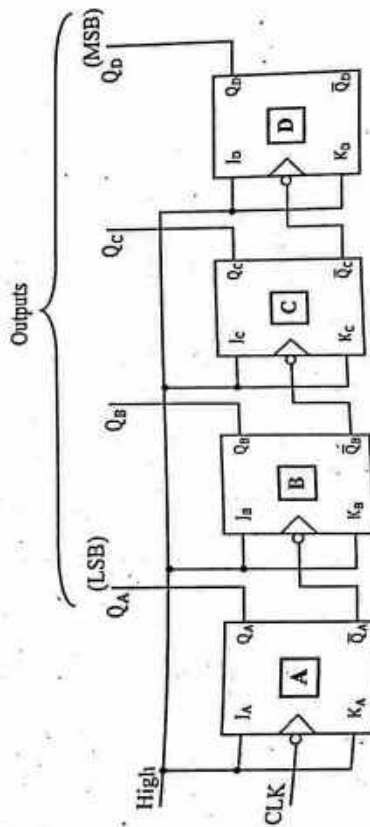 Outputs
(LSB)
(MSB)
Q_A
Q_B
Q_C
Q_D
High
CLK
J_A
Q_A
A
K_A
Q̅_A
J_B
Q_B
B
K_B
Q̅_B
J_C
Q_C
C
K_C
Q̅_C
J_D
Q_D
D
K_D
Q̅_D